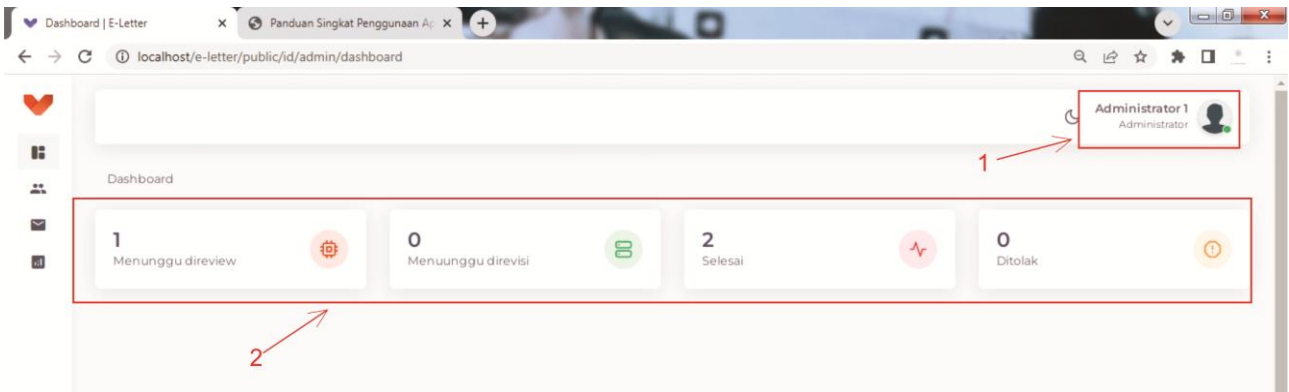 Dashboard | E-Letter
Panduan Singkat Penggunaan Ap
localhost/e-letter/public/id/admin/dashboard
Administrator 1
Administrator
1
Dashboard
1
Menunggu direview
0
Menuunggu direvisi
2
Selesai
0
Ditolak
2